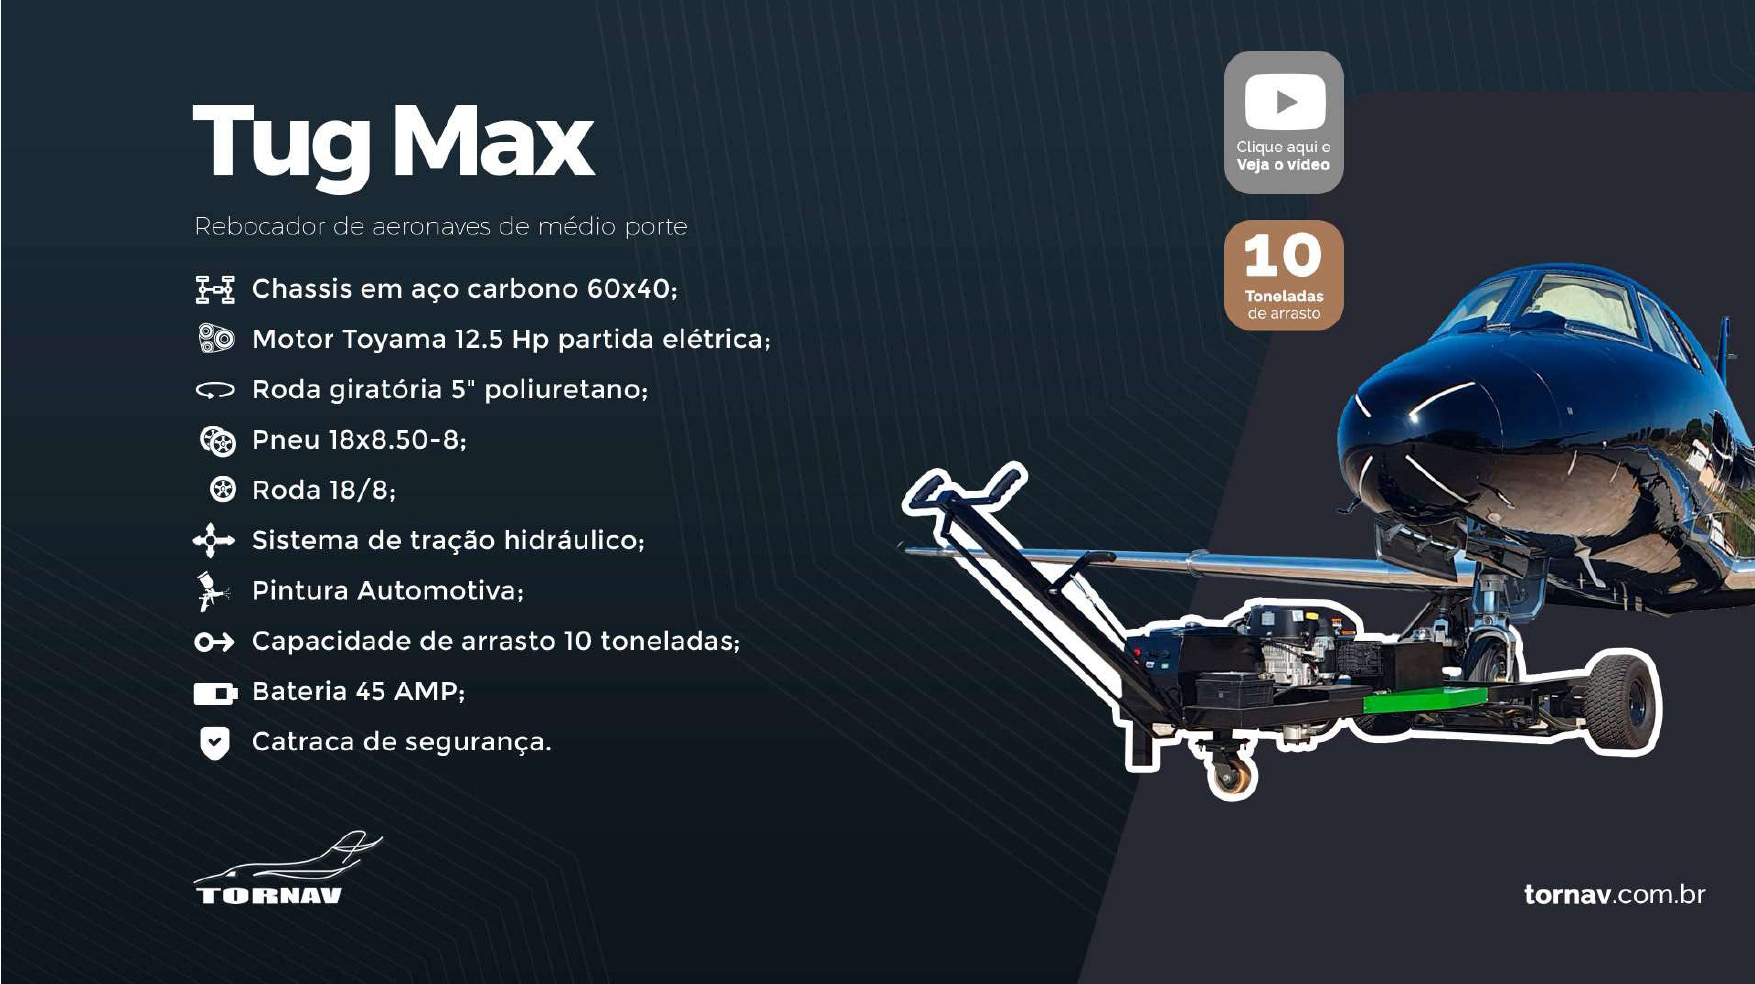 Tug Max
Rebocador de aeronaves de médio porte
Chassis em aço carbono 60x40;
Motor Toyama 12.5 Hp partida elétrica;
Roda giratória 5" poliuretano;
Pneu 18x8.50-8;
Roda 18/8;
Sistema de tração hidráulico;
Pintura Automotiva;
Capacidade de arrasto 10 toneladas;
Bateria 45 AMP;
Catraca de segurança.
TORNAV
Clique aqui e
Veja o vídeo
10
Toneladas
de arrasto
tornav.com.br